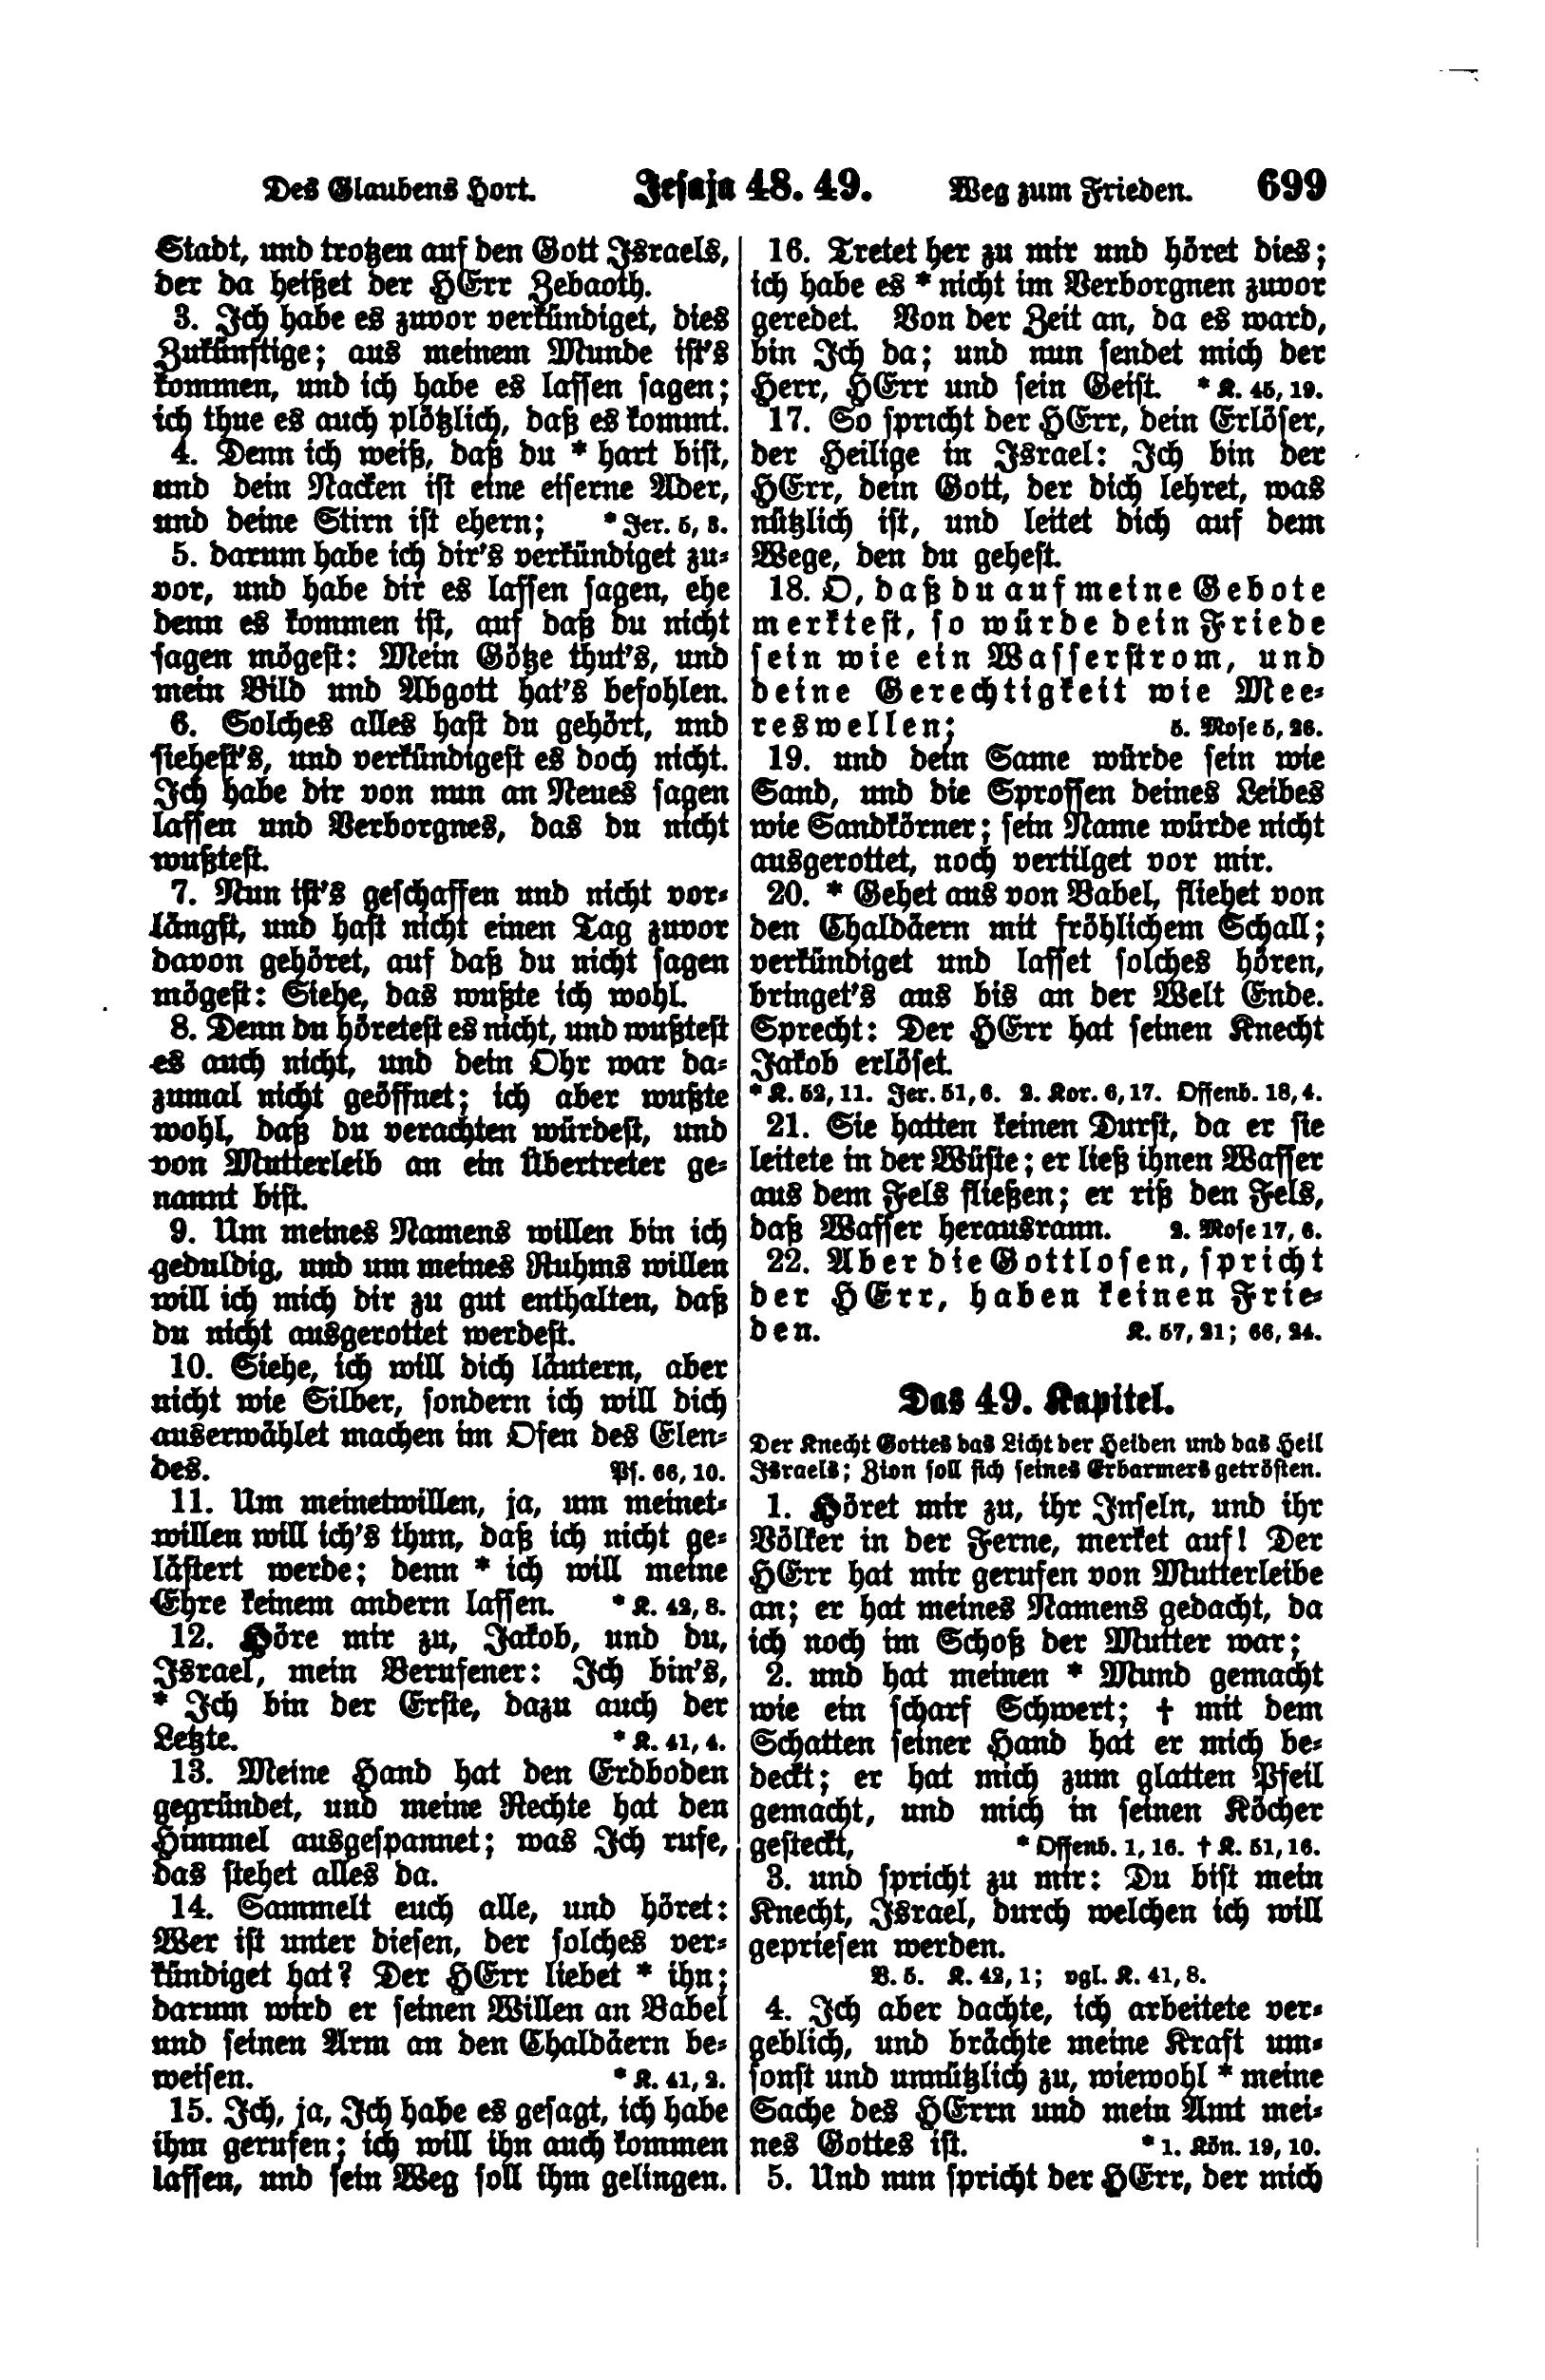 Des Glaubens Hort. Jesaja 48. 49. Weg zum Frieden. 699
Stadt, und trotzen auf den Gott Israels,
der da heißet der HErr Zebaoth.
3. Ich habe es zuvor verkündiget, dies
Zukünftige; aus meinem Munde ist's
kommen, und ich habe es lassen sagen;
ich thue es auch plötzlich, daß es kommt.
4. Denn ich weiß, daß du * hart bist,
und dein Nacken ist eine eiserne Ader,
und deine Stirn ist ehern; * Jer. 5, 3.
5. darum habe ich dir's verkündiget zu-
vor, und habe dir es lassen sagen, ehe
denn es kommen ist, auf daß du nicht
sagen mögest: Mein Götze thut's, und
mein Bild und Abgott hat's befohlen.
6. Solches alles hast du gehört, und
siehest's, und verkündigest es doch nicht.
Ich habe dir von nun an Neues sagen
lassen und Verborgnes, das du nicht
wußtest.
7. Nun ist's geschaffen und nicht vor-
längst, und hast nicht einen Tag zuvor
davon gehöret, auf daß du nicht sagen
mögest: Siehe, das wußte ich wohl.
8. Denn du höretest es nicht, und wußtest
es auch nicht, und dein Ohr war da-
zumal nicht geöffnet; ich aber wußte
wohl, daß du verachten würdest, und
von Mutterleib an ein Übertreter ge-
nannt bist.
9. Um meines Namens willen bin ich
geduldig, und um meines Ruhms willen
will ich mich dir zu gut enthalten, daß
du nicht ausgerottet werdest.
10. Siehe, ich will dich läutern, aber
nicht wie Silber, sondern ich will dich
auserwählet machen im Ofen des Elen-
des. Ps. 66, 10.
11. Um meinetwillen, ja, um meinet-
willen will ich's thun, daß ich nicht ge-
lästert werde; denn * ich will meine
Ehre keinem andern lassen. * K. 42, 8.
12. Höre mir zu, Jakob, und du,
Israel, mein Berufener: Ich bin's,
* Ich bin der Erste, dazu auch der
Letzte. * K. 41, 4.
13. Meine Hand hat den Erdboden
gegründet, und meine Rechte hat den
Himmel ausgespannet; was Ich rufe,
das stehet alles da.
14. Sammelt euch alle, und höret:
Wer ist unter diesen, der solches ver-
kündiget hat? Der HErr liebet * ihn;
darum wird er seinen Willen an Babel
und seinen Arm an den Chaldäern be-
weisen. * K. 41, 2.
15. Ich, ja, Ich habe es gesagt, ich habe
ihm gerufen; ich will ihn auch kommen
lassen, und sein Weg soll ihm gelingen.
16. Tretet her zu mir und höret dies;
ich habe es * nicht im Verborgnen zuvor
geredet. Von der Zeit an, da es ward,
bin Ich da; und nun sendet mich der
Herr, HErr und sein Geist. * K. 45, 19.
17. So spricht der HErr, dein Erlöser,
der Heilige in Israel: Ich bin der
HErr, dein Gott, der dich lehret, was
nützlich ist, und leitet dich auf dem
Wege, den du gehest.
18. O, daß du auf meine Gebote
merktest, so würde dein Friede
sein wie ein Wasserstrom, und
deine Gerechtigkeit wie Mee-
reswellen; 5. Mose 5, 26.
19. und dein Same würde sein wie
Sand, und die Sprossen deines Leibes
wie Sandkörner; sein Name würde nicht
ausgerottet, noch vertilget vor mir.
20. * Gehet aus von Babel, fliehet von
den Chaldäern mit fröhlichem Schall;
verkündiget und lasset solches hören,
bringet's aus bis an der Welt Ende.
Sprecht: Der HErr hat seinen Knecht
Jakob erlöset.
* K. 52, 11. Jer. 51, 6. 2. Kor. 6, 17. Offenb. 18, 4.
21. Sie hatten keinen Durst, da er sie
leitete in der Wüste; er ließ ihnen Wasser
aus dem Fels fließen; er riß den Fels,
daß Wasser herausrann. 2. Mose 17, 6.
22. Aber die Gottlosen, spricht
der HErr, haben keinen Frie-
den. K. 57, 21; 66, 24.
Das 49. Kapitel.
Der Knecht Gottes das Licht der Heiden und das Heil
Israels; Zion soll sich seines Erbarmers getrösten.
1. Höret mir zu, ihr Inseln, und ihr
Völker in der Ferne, merket auf! Der
HErr hat mir gerufen von Mutterleibe
an; er hat meines Namens gedacht, da
ich noch im Schoß der Mutter war;
2. und hat meinen * Mund gemacht
wie ein scharf Schwert; † mit dem
Schatten seiner Hand hat er mich be-
deckt; er hat mich zum glatten Pfeil
gemacht, und mich in seinen Köcher
gesteckt, * Offenb. 1, 16. † K. 51, 16.
3. und spricht zu mir: Du bist mein
Knecht, Israel, durch welchen ich will
gepriesen werden.
V. 5. K. 42, 1; vgl. K. 41, 8.
4. Ich aber dachte, ich arbeitete ver-
geblich, und brächte meine Kraft um-
sonst und unnützlich zu, wiewohl * meine
Sache des HErrn und mein Amt mei-
nes Gottes ist. * 1. Kön. 19, 10.
5. Und nun spricht der HErr, der mich